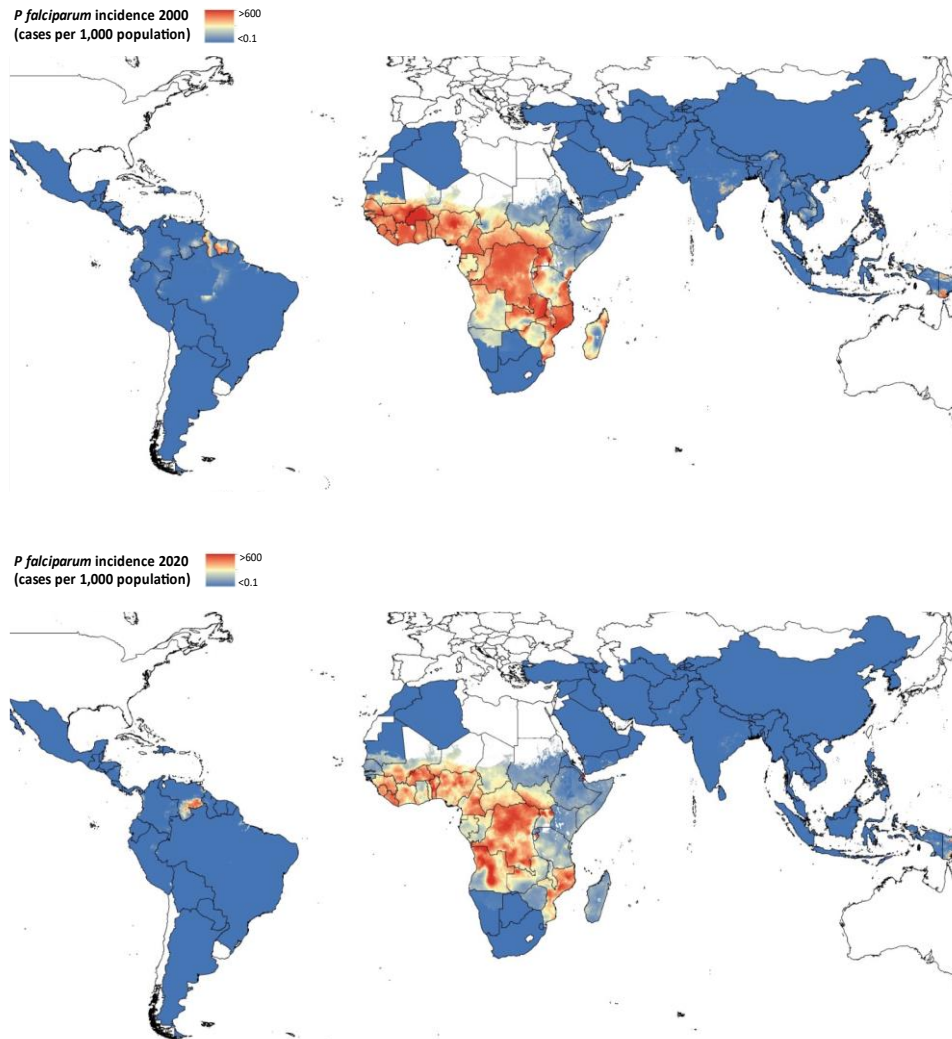 P falciparum incidence 2000
(cases per 1,000 population)
>600
<0.1
P falciparum incidence 2020
(cases per 1,000 population)
>600
<0.1